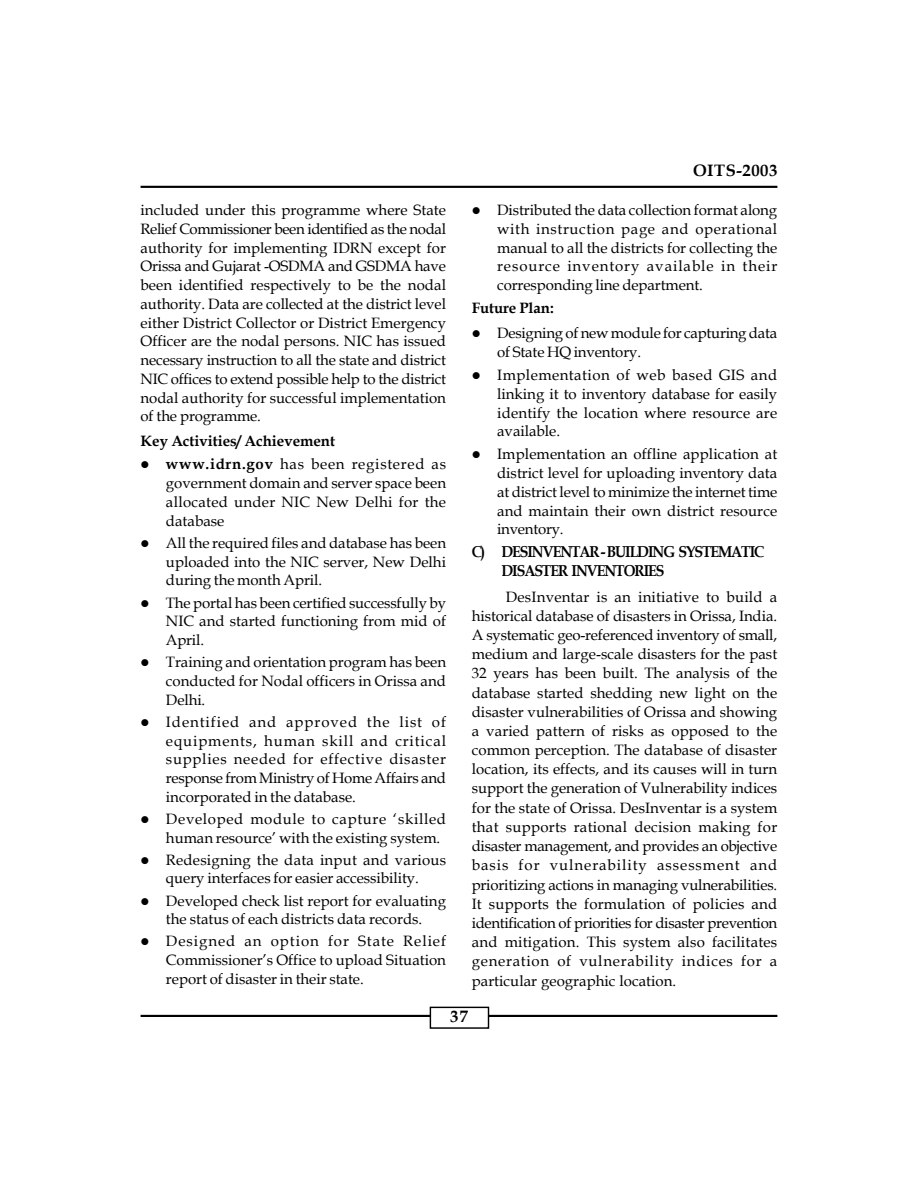 OITS-2003
included under this programme where State
Relief Commissioner been identified as the nodal
authority for implementing IDRN except for
Orissa and Gujarat -OSDMA and GSDMA have
been identified respectively to be the nodal
authority. Data are collected at the district level
either District Collector or District Emergency
Officer are the nodal persons. NIC has issued
necessary instruction to all the state and district
NIC offices to extend possible help to the district
nodal authority for successful implementation
of the programme.
Key Activities/ Achievement
● www.idrn.gov has been registered as
government domain and server space been
allocated under NIC New Delhi for the
database
● All the required files and database has been
uploaded into the NIC server, New Delhi
during the month April.
● The portal has been certified successfully by
NIC and started functioning from mid of
April.
● Training and orientation program has been
conducted for Nodal officers in Orissa and
Delhi.
● Identified and approved the list of
equipments, human skill and critical
supplies needed for effective disaster
response from Ministry of Home Affairs and
incorporated in the database.
● Developed module to capture ‘skilled
human resource’ with the existing system.
● Redesigning the data input and various
query interfaces for easier accessibility.
● Developed check list report for evaluating
the status of each districts data records.
● Designed an option for State Relief
Commissioner’s Office to upload Situation
report of disaster in their state.
● Distributed the data collection format along
with instruction page and operational
manual to all the districts for collecting the
resource inventory available in their
corresponding line department.
Future Plan:
● Designing of new module for capturing data
of State HQ inventory.
● Implementation of web based GIS and
linking it to inventory database for easily
identify the location where resource are
available.
● Implementation an offline application at
district level for uploading inventory data
at district level to minimize the internet time
and maintain their own district resource
inventory.
C) DESINVENTAR - BUILDING SYSTEMATIC
DISASTER INVENTORIES
DesInventar is an initiative to build a
historical database of disasters in Orissa, India.
A systematic geo-referenced inventory of small,
medium and large-scale disasters for the past
32 years has been built. The analysis of the
database started shedding new light on the
disaster vulnerabilities of Orissa and showing
a varied pattern of risks as opposed to the
common perception. The database of disaster
location, its effects, and its causes will in turn
support the generation of Vulnerability indices
for the state of Orissa. DesInventar is a system
that supports rational decision making for
disaster management, and provides an objective
basis for vulnerability assessment and
prioritizing actions in managing vulnerabilities.
It supports the formulation of policies and
identification of priorities for disaster prevention
and mitigation. This system also facilitates
generation of vulnerability indices for a
particular geographic location.
37